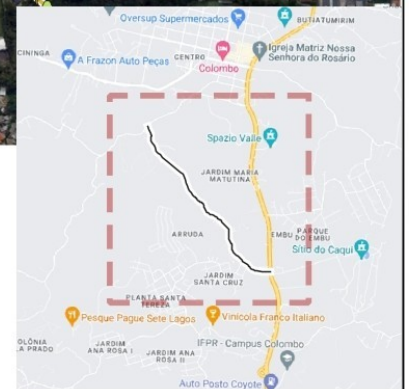 Oversup Supermercados
BUTIATUMIRIM
Igreja Matriz Nossa
Senhora do Rosário
CININGA
A Frazon Auto Peças
CENTRO
Colombo
Spazio Valle
JARDIM MARIA
MATUTINA
ARRUDA
EMBU
PARQUE
DO EMBU
Sítio do Caqui
JARDIM
SANTA CRUZ
PLANTA SANTA
TEREZA
Pesque Pague Sete Lagos
Vinícola Franco Italiano
OLÔNIA
A PRADO
JARDIM
ANA ROSA I
JARDIM ANA
ROSA II
IFPR - Campus Colombo
Auto Posto Coyote